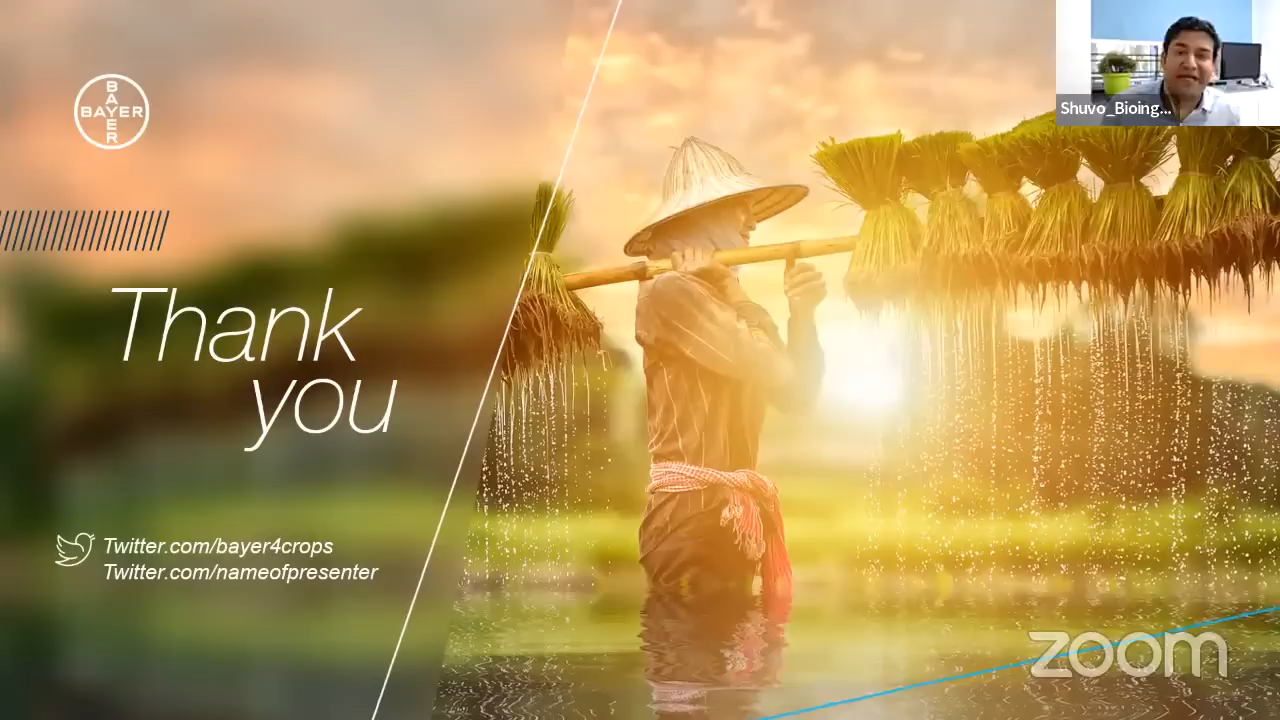 BAYER
BAYER
Thank
you
Twitter.com/bayer4crops
Twitter.com/nameofpresenter
Shuvo_Bioing...
zoom